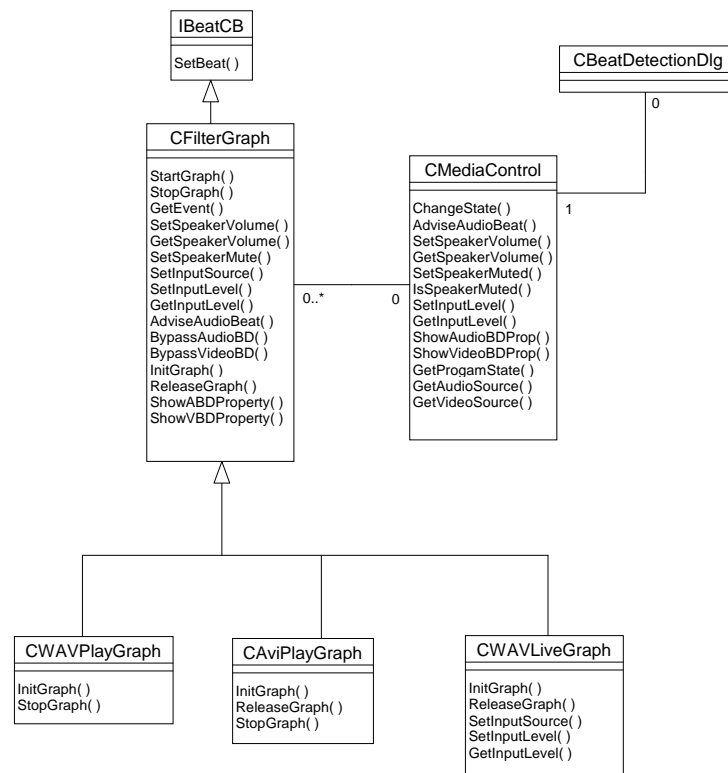 IBeatCB
SetBeat( )
CBeatDetectionDlg
0
CFilterGraph
StartGraph( )
StopGraph( )
GetEvent( )
SetSpeakerVolume( )
GetSpeakerVolume( )
SetSpeakerMute( )
SetInputSource( )
SetInputLevel( )
GetInputLevel( )
AdviseAudioBeat( )
BypassAudioBD( )
BypassVideoBD( )
InitGraph( )
ReleaseGraph( )
ShowABDProperty( )
ShowVBDProperty( )
0..*
0
CMediaControl
1
ChangeState( )
AdviseAudioBeat( )
SetSpeakerVolume( )
GetSpeakerVolume( )
SetSpeakerMuted( )
IsSpeakerMuted( )
SetInputLevel( )
GetInputLevel( )
ShowAudioBDProp( )
ShowVideoBDProp( )
GetProgamState( )
GetAudioSource( )
GetVideoSource( )
CWAVPlayGraph
InitGraph( )
StopGraph( )
CAviPlayGraph
InitGraph( )
ReleaseGraph( )
StopGraph( )
CWAVLiveGraph
InitGraph( )
ReleaseGraph( )
SetInputSource( )
SetInputLevel( )
GetInputLevel( )